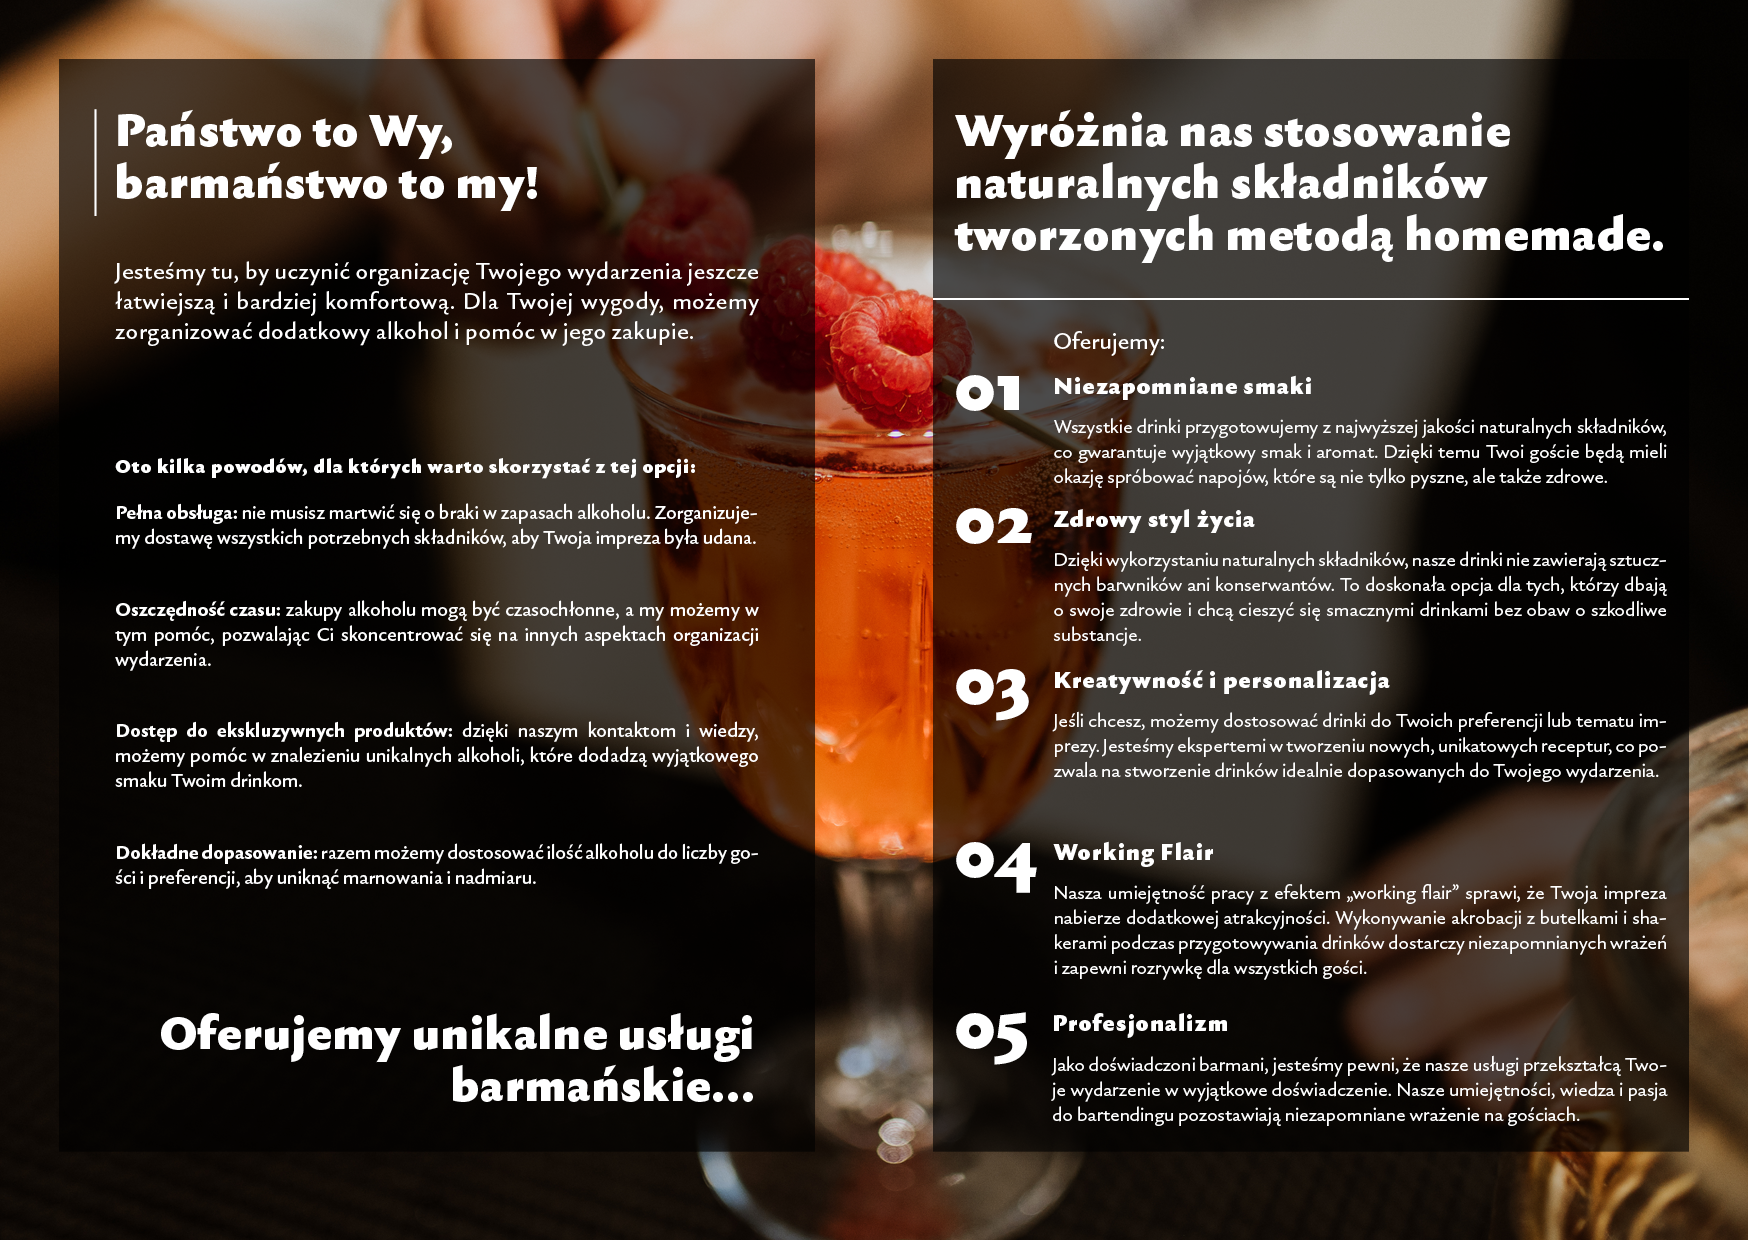 Państwo to Wy,
barmaństwo to my!
Jesteśmy tu, by uczynić organizację Twojego wydarzenia jeszcze
łatwiejszą i bardziej komfortową. Dla Twojej wygody, możemy
zorganizować dodatkowy alkohol i pomóc w jego zakupie.
Oto kilka powodów, dla których warto skorzystać z tej opcji:
Pełna obsługa: nie musisz martwić się o braki w zapasach alkoholu. Zorganizuje-
my dostawę wszystkich potrzebnych składników, aby Twoja impreza była udana.
Oszczędność czasu: zakupy alkoholu mogą być czasochłonne, a my możemy w
tym pomóc, pozwalając Ci skoncentrować się na innych aspektach organizacji
wydarzenia.
Dostęp do ekskluzywnych produktów: dzięki naszym kontaktom i wiedzy,
możemy pomóc w znalezieniu unikalnych alkoholi, które dodadzą wyjątkowego
smaku Twoim drinkom.
Dokładne dopasowanie: razem możemy dostosować ilość alkoholu do liczby go-
ści i preferencji, aby uniknąć marnowania i nadmiaru.
Oferujemy unikalne usługi
barmańskie...
Wyróżnia nas stosowanie
naturalnych składników
tworzonych metodą homemade.
Oferujemy:
01 Niezapomniane smaki
Wszystkie drinki przygotowujemy z najwyższej jakości naturalnych składników,
co gwarantuje wyjątkowy smak i aromat. Dzięki temu Twoi goście będą mieli
okazję spróbować napojów, które są nie tylko pyszne, ale także zdrowe.
02 Zdrowy styl życia
Dzięki wykorzystaniu naturalnych składników, nasze drinki nie zawierają sztucz-
nych barwników ani konserwantów. To doskonała opcja dla tych, którzy dbają
o swoje zdrowie i chcą cieszyć się smacznymi drinkami bez obaw o szkodliwe
substancje.
03 Kreatywność i personalizacja
Jeśli chcesz, możemy dostosować drinki do Twoich preferencji lub tematu im-
prezy. Jesteśmy ekspertemi w tworzeniu nowych, unikatowych receptur, co po-
zwala na stworzenie drinków idealnie dopasowanych do Twojego wydarzenia.
04 Working Flair
Nasza umiejętność pracy z efektem „working flair” sprawi, że Twoja impreza
nabierze dodatkowej atrakcyjności. Wykonywanie akrobacji z butelkami i sha-
kerami podczas przygotowywania drinków dostarczy niezapomnianych wrażeń
i zapewni rozrywkę dla wszystkich gości.
05 Profesjonalizm
Jako doświadczoni barmani, jesteśmy pewni, że nasze usługi przekształcą Two-
je wydarzenie w wyjątkowe doświadczenie. Nasze umiejętności, wiedza i pasja
do bartendingu pozostawiają niezapomniane wrażenie na gościach.